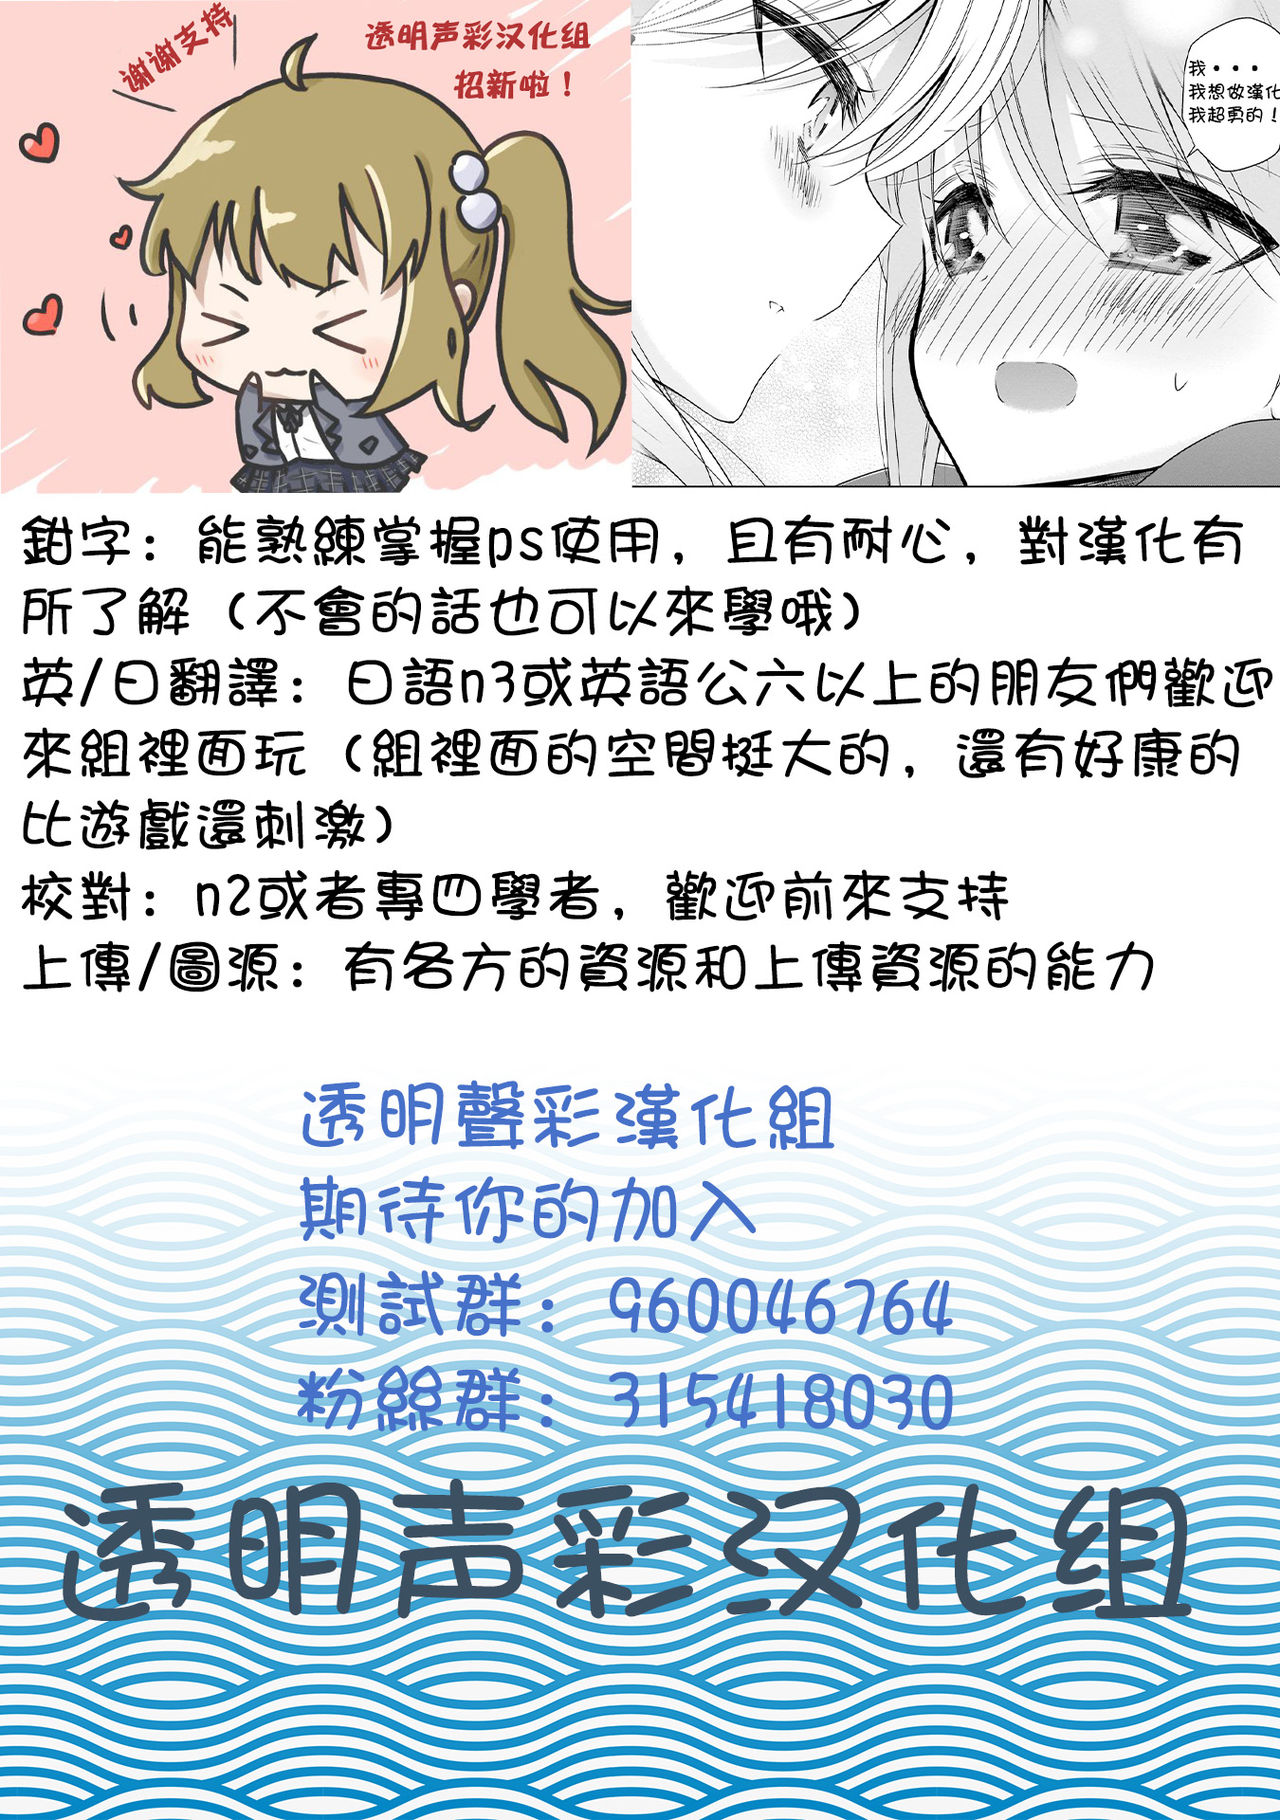 谢谢支持
透明声彩汉化组
招新啦！
我・・・
我想做漢化
我超勇的！
鉗字：能熟練掌握ps使用，且有耐心，對漢化有
所了解（不會的話也可以來學哦）
英/日翻譯：日語n3或英語公六以上的朋友們歡迎
來組裡面玩（組裡面的空間挺大的，還有好康的
比遊戲還刺激）
校對：n2或者專四學者，歡迎前來支持
上傳/圖源：有各方的資源和上傳資源的能力
透明聲彩漢化組
期待你的加入
測試群：960046764
粉絲群：315418030
透明声彩汉化组